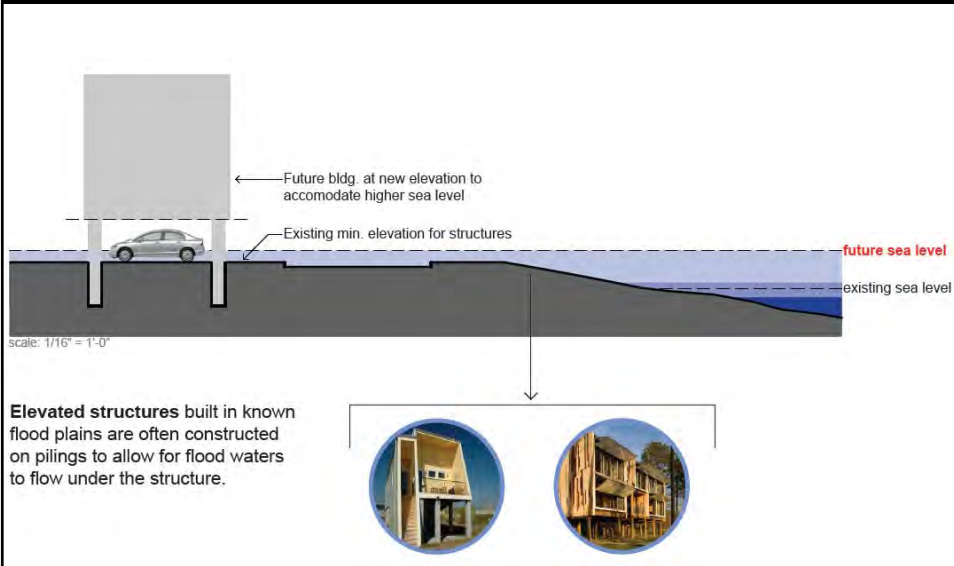 Future bldg. at new elevation to
accomodate higher sea level
Existing min. elevation for structures
future sea level
existing sea level
scale: 1/16" = 1'-0"
Elevated structures built in known
flood plains are often constructed
on pilings to allow for flood waters
to flow under the structure.